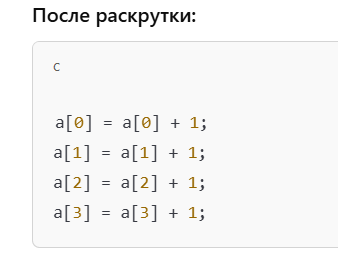 После раскрутки:
c
a[0] = a[0] + 1;
a[1] = a[1] + 1;
a[2] = a[2] + 1;
a[3] = a[3] + 1;